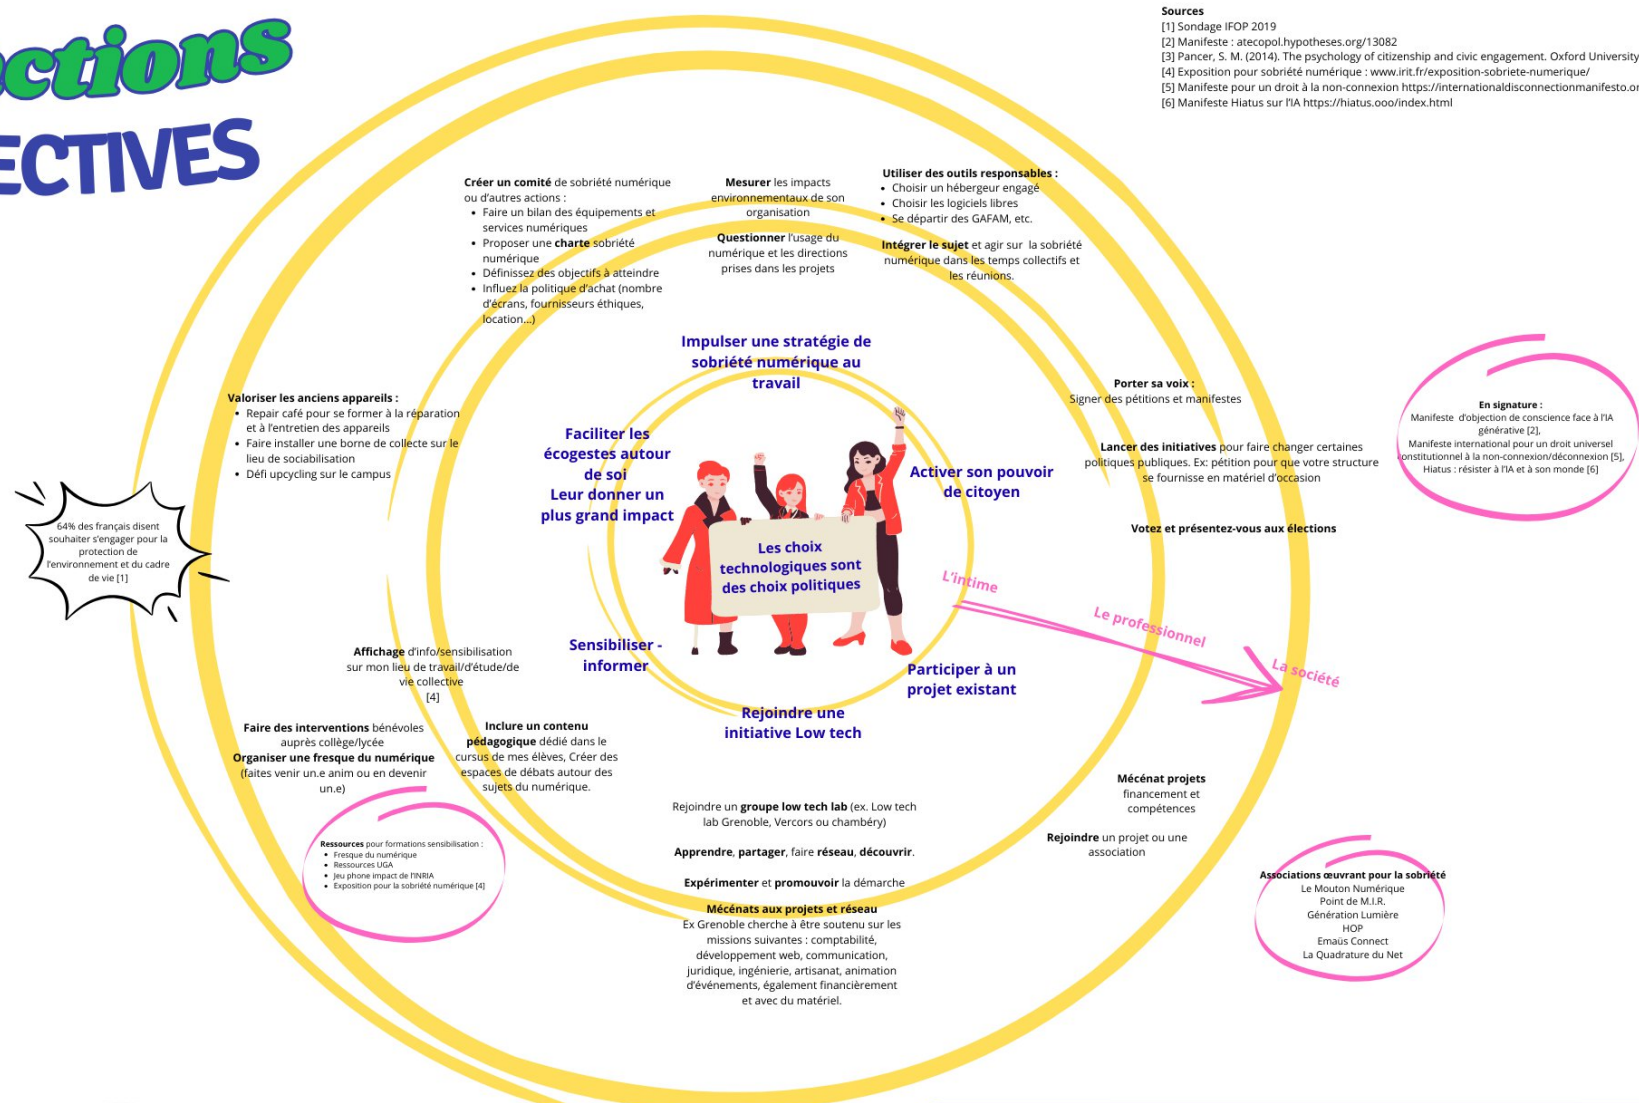 ctions
ECTIVES
Sources
[1] Sondage IFOP 2019
[2] Manifeste : atecopol.hypotheses.org/13082
[3] Pancer, S. M. (2014). The psychology of citizenship and civic engagement. Oxford University
[4] Exposition pour sobriété numérique : www.irit.fr/exposition-sobriete-numerique/
[5] Manifeste pour un droit à la non-connexion https://internationaldisconnectionmanifesto.or
[6] Manifeste Hiatus sur l'IA https://hiatus.ooo/index.html
Créer un comité de sobriété numérique
ou d'autres actions :
• Faire un bilan des équipements et
services numériques
• Proposer une charte sobriété
numérique
• Définissez des objectifs à atteindre
• Influez la politique d'achat (nombre
d'écrans, fournisseurs éthiques,
location...)
Mesurer les impacts
environnementaux de son
organisation
Questionner l'usage du
numérique et les directions
prises dans les projets
Utiliser des outils responsables :
• Choisir un hébergeur engagé
• Choisir les logiciels libres
• Se départir des GAFAM, etc.
Intégrer le sujet et agir sur la sobriété
numérique dans les temps collectifs et
les réunions.
Impulser une stratégie de
sobriété numérique au
travail
Valoriser les anciens appareils :
• Repair café pour se former à la réparation
et à l'entretien des appareils
• Faire installer une borne de collecte sur le
lieu de sociabilisation
• Défi upcycling sur le campus
Faciliter les
écogestes autour
de soi
Leur donner un
plus grand impact
Activer son pouvoir
de citoyen
Porter sa voix :
Signer des pétitions et manifestes
Lancer des initiatives pour faire changer certaines
politiques publiques. Ex: pétition pour que votre structure
se fournisse en matériel d'occasion
Votez et présentez-vous aux élections
En signature :
Manifeste d'objection de conscience face à l'IA
générative [2],
Manifeste international pour un droit universel
onstitutionnel à la non-connexion/déconnexion [5],
Hiatus : résister à l'IA et à son monde [6]
64% des français disent
souhaiter s'engager pour la
protection de
l'environnement et du cadre
de vie [1]
Les choix
technologiques sont
des choix politiques
L'intime
Le professionnel
La société
Sensibiliser -
informer
Participer à un
projet existant
Rejoindre une
initiative Low tech
Affichage d'info/sensibilisation
sur mon lieu de travail/d'étude/de
vie collective
[4]
Faire des interventions bénévoles
auprès collège/lycée
Organiser une fresque du numérique
(faites venir un.e anim ou en devenir
un.e)
Inclure un contenu
pédagogique dédié dans le
cursus de mes élèves, Créer des
espaces de débats autour des
sujets du numérique.
Ressources pour formations sensibilisation :
• Fresque du numérique
• Ressources UGA
• Jeu phone impact de l'INRIA
• Exposition pour la sobriété numérique [4]
Rejoindre un groupe low tech lab (ex. Low tech
lab Grenoble, Vercors ou chambéry)
Apprendre, partager, faire réseau, découvrir.
Expérimenter et promouvoir la démarche
Mécénats aux projets et réseau
Ex Grenoble cherche à être soutenu sur les
missions suivantes : comptabilité,
développement web, communication,
juridique, ingénierie, artisanat, animation
d'événements, également financièrement
et avec du matériel.
Mécénat projets
financement et
compétences
Rejoindre un projet ou une
association
Associations œuvrant pour la sobriété
Le Mouton Numérique
Point de M.I.R.
Génération Lumière
HOP
Emaüs Connect
La Quadrature du Net